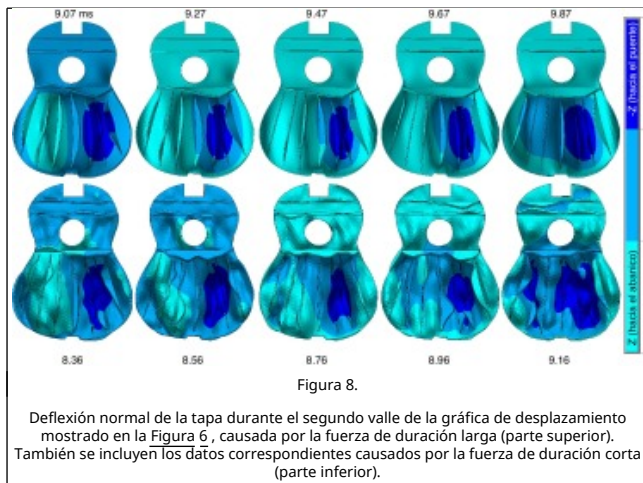 9.07 ms 9.27 9.47 9.67 9.87
-Z (hacia el puente)
Z (hacia el abanico)
8.36 8.56 8.76 8.96 9.16
Figura 8.
Deflexión normal de la tapa durante el segundo valle de la gráfica de desplazamiento
mostrado en la Figura 6 , causada por la fuerza de duración larga (parte superior).
También se incluyen los datos correspondientes causados por la fuerza de duración corta
(parte inferior).